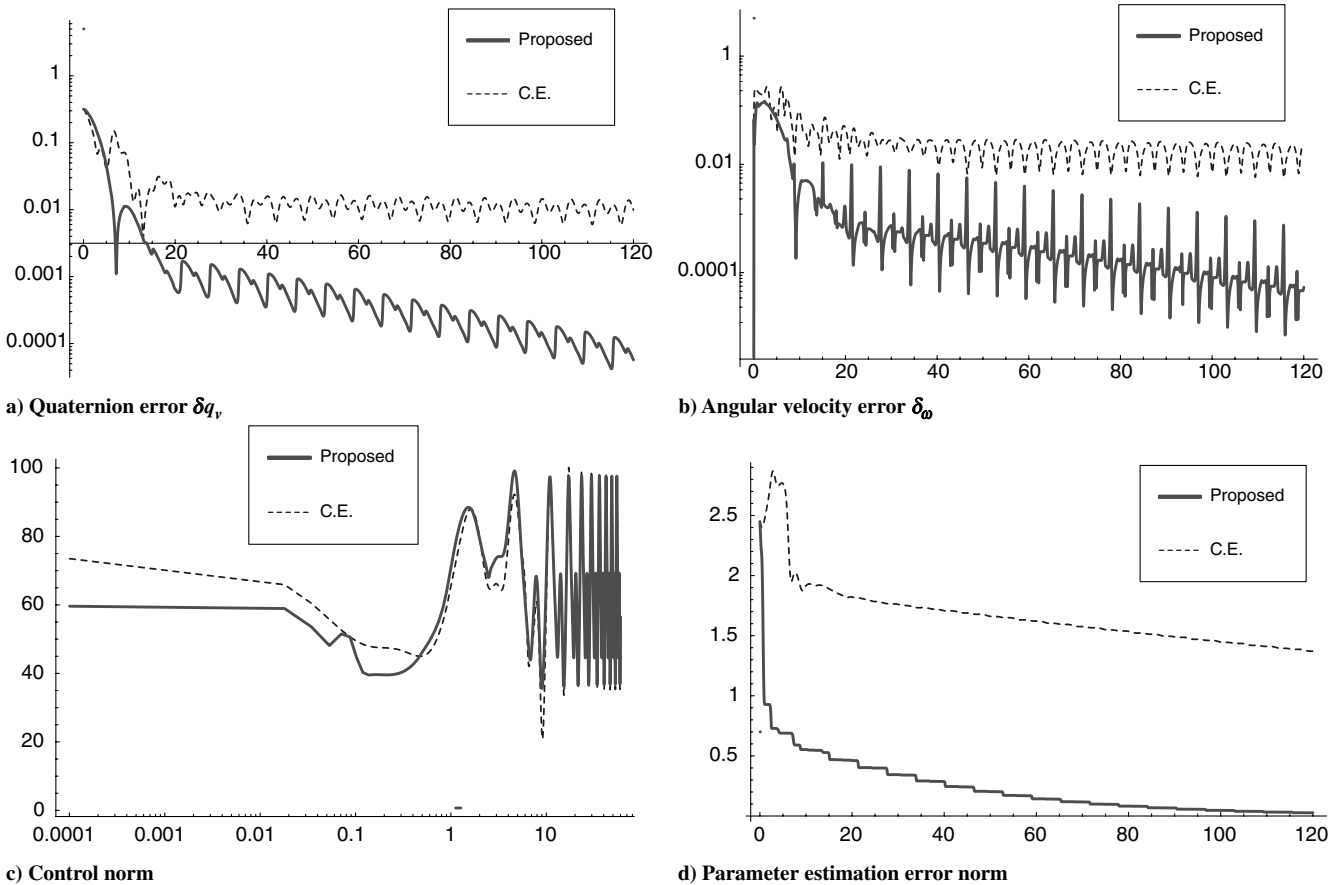 Proposed
C.E.
1
0.1
0.01
0.001
0.0001
0 20 40 60 80 100 120
a) Quaternion error δqᵥ
Proposed
C.E.
1
0.01
0.0001
0 20 40 60 80 100 120
b) Angular velocity error δω
Proposed
C.E.
100
80
60
40
20
0
0.0001 0.001 0.01 0.1 1 10
c) Control norm
Proposed
C.E.
2.5
2
1.5
1
0.5
0 20 40 60 80 100 120
d) Parameter estimation error norm